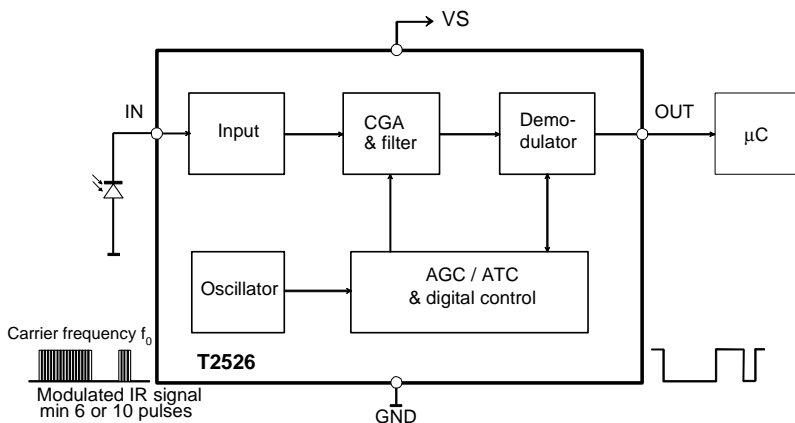 VS
IN
Input
CGA
& filter
Demo-
dulator
OUT
μC
Oscillator
AGC / ATC
& digital control
Carrier frequency f0
T2526
Modulated IR signal
min 6 or 10 pulses
GND